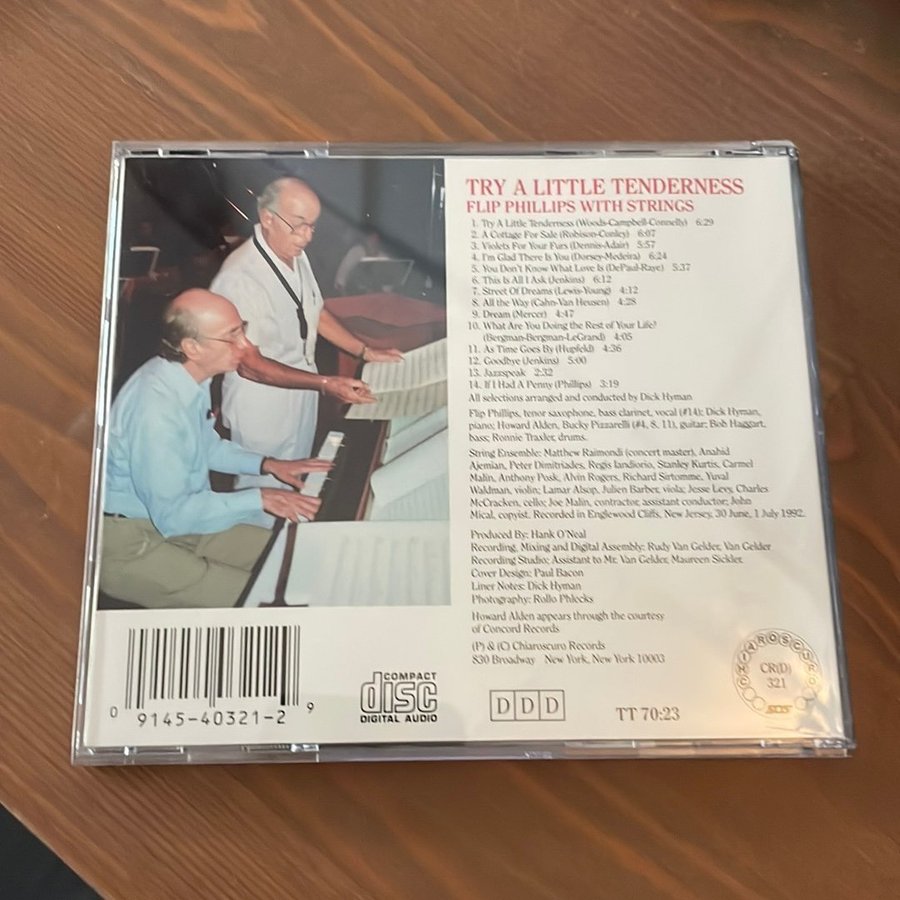 TRY A LITTLE TENDERNESS
FLIP PHILLIPS WITH STRINGS
1. Try A Little Tenderness (Woods-Campbell-Connelly) 6:29
2. A Cottage For Sale (Robison-Conley) 6:07
3. Violets For Your Furs (Dennis-Adair) 5:57
4. I'm Glad There Is You (Dorsey-Medeira) 6:24
5. You Don't Know What Love Is (DePaul-Raye) 5:37
6. This Is All I Ask (Jenkins) 6:12
7. Street Of Dreams (Lewis-Young) 4:12
8. All the Way (Cahn-Van Heusen) 4:28
9. Dream (Mercer) 4:47
10. What Are You Doing the Rest of Your Life?
(Bergman-Bergman-LeGrand) 4:05
11. As Time Goes By (Hupfeld) 4:36
12. Goodbye (Jenkins) 5:00
13. Jazzspeak 2:32
14. If I Had A Penny (Phillips) 3:19
All selections arranged and conducted by Dick Hyman
Flip Phillips, tenor saxophone, bass clarinet, vocal (#14); Dick Hyman,
piano; Howard Alden, Bucky Pizzarelli (#4, 8, 11), guitar; Bob Haggart,
bass; Ronnie Traxler, drums.
String Ensemble: Matthew Raimondi (concert master), Anahid
Ajemian, Peter Dimitriades, Regis Iandiorio, Stanley Kurtis, Carmel
Malin, Anthony Posk, Alvin Rogers, Richard Sirtomme, Yuval
Waldman, violin; Lamar Alsop, Julien Barber, viola; Jesse Levy, Charles
McCracken, cello; Joe Malin, contractor, assistant conductor; John
Mical, copyist. Recorded in Englewood Cliffs, New Jersey, 30 June, 1 July 1992.
Produced By: Hank O'Neal
Recording, Mixing and Digital Assembly: Rudy Van Gelder, Van Gelder
Recording Studio; Assistant to Mr. Van Gelder, Maureen Sickler,
Cover Design: Paul Bacon
Liner Notes: Dick Hyman
Photography: Rollo Phlecks
Howard Alden appears through the courtesy
of Concord Records
(P) & (C) Chiaroscuro Records
830 Broadway New York, New York 10003
CHIAROSCURO
CR(D)
321
SOS
0 9145-40321-2 9
COMPACT
disc
DIGITAL AUDIO
D D D
TT 70:23